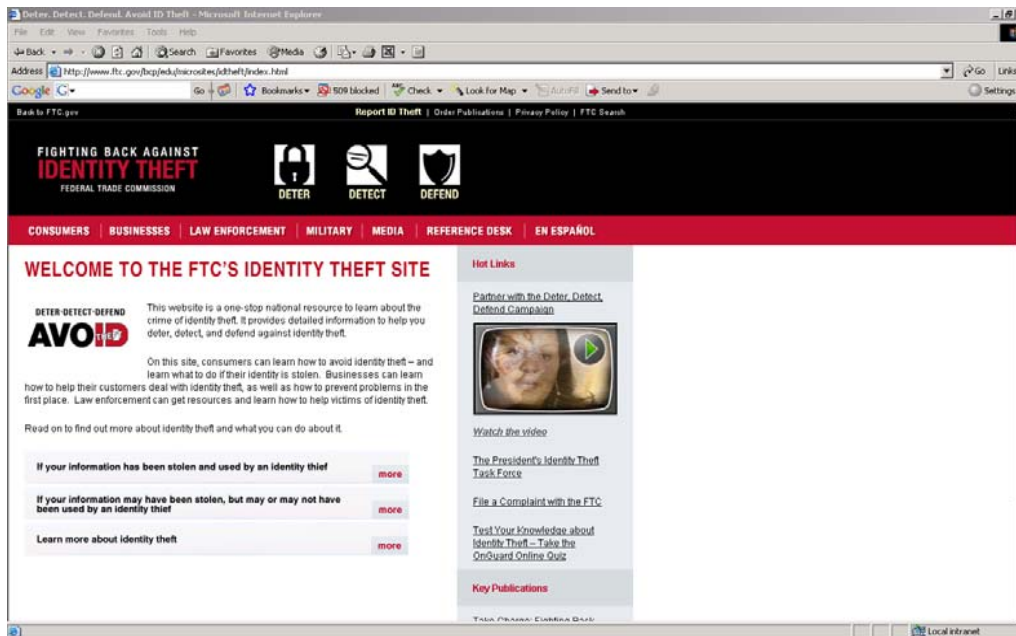 Deter. Detect. Defend. Avoid ID Theft - Microsoft Internet Explorer
File Edit View Favorites Tools Help
Back Search Favorites Media
Address http://www.ftc.gov/bcp/edu/microsites/idtheft/index.html Go Links
Google Go Bookmarks 509 blocked Check Look for Map AutoFill Send to Settings
Back to FTC.gov Report ID Theft | Order Publications | Privacy Policy | FTC Search
FIGHTING BACK AGAINST
IDENTITY THEFT
FEDERAL TRADE COMMISSION
DETER DETECT DEFEND
CONSUMERS | BUSINESSES | LAW ENFORCEMENT | MILITARY | MEDIA | REFERENCE DESK | EN ESPAÑOL
WELCOME TO THE FTC'S IDENTITY THEFT SITE
DETER·DETECT·DEFEND
AVOID THEFT
This website is a one-stop national resource to learn about the
crime of identity theft. It provides detailed information to help you
deter, detect, and defend against identity theft.
On this site, consumers can learn how to avoid identity theft – and
learn what to do if their identity is stolen. Businesses can learn
how to help their customers deal with identity theft, as well as how to prevent problems in the
first place. Law enforcement can get resources and learn how to help victims of identity theft.
Read on to find out more about identity theft and what you can do about it.
If your information has been stolen and used by an identity thief
more
If your information may have been stolen, but may or may not have
been used by an identity thief
more
Learn more about identity theft
more
Hot Links
Partner with the Deter, Detect,
Defend Campaign
Watch the video
The President's Identity Theft
Task Force
File a Complaint with the FTC
Test Your Knowledge about
Identity Theft – Take the
OnGuard Online Quiz
Key Publications
Take Charge: Fighting Back
Local intranet